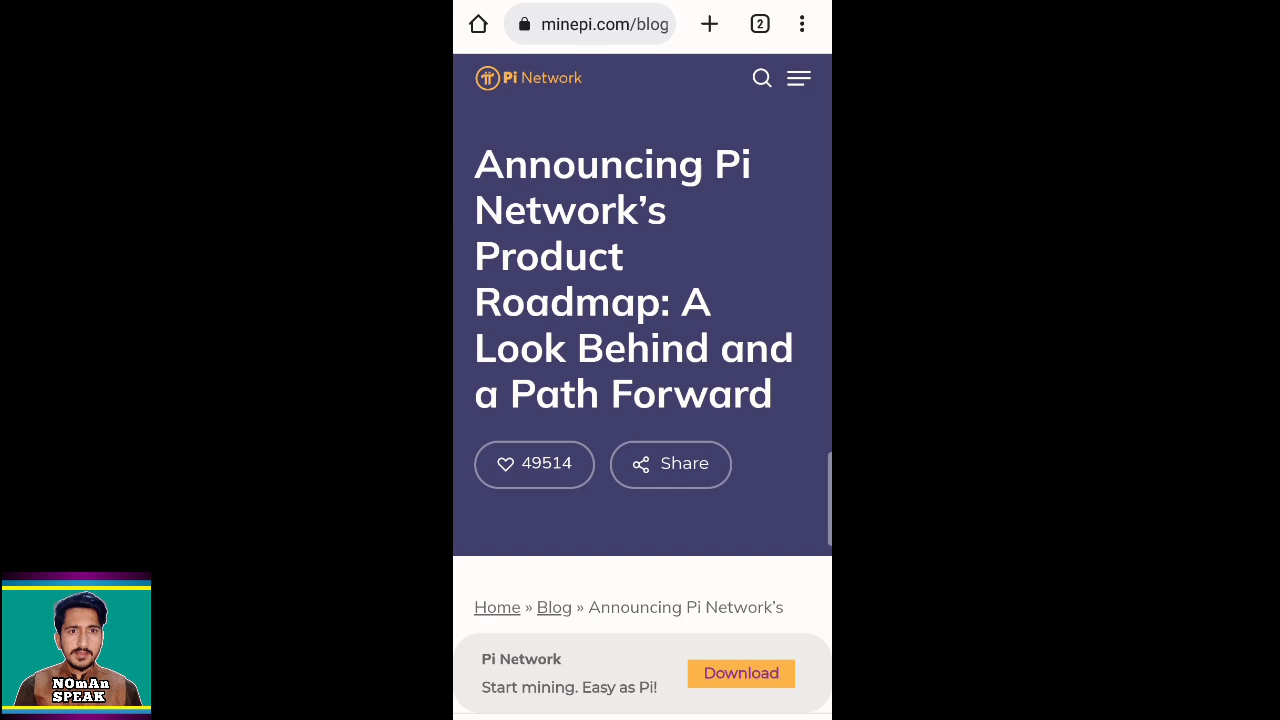 minepi.com/blog
2
Pi Network
Announcing Pi
Network’s
Product
Roadmap: A
Look Behind and
a Path Forward
49514
Share
Home » Blog » Announcing Pi Network’s
Pi Network
Start mining. Easy as Pi!
Download
NOmAn
SPEAK